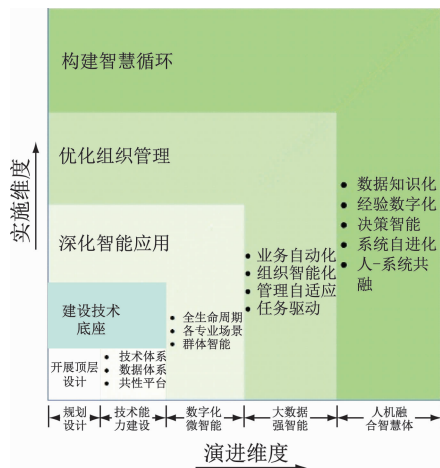 构建智慧循环
优化组织管理
深化智能应用
建设技术
底座
开展顶层
设计
• 技术体系
• 数据体系
• 共性平台
• 全生命周期
• 各专业场景
• 群体智能
• 业务自动化
• 组织智能化
• 管理自适应
• 任务驱动
• 数据知识化
• 经验数字化
• 决策智能
• 系统自进化
• 人-系统共
融
实施维度
规划
设计
技术能
力建设
数字化
微智能
大数据
强智能
人机融
合智慧体
演进维度